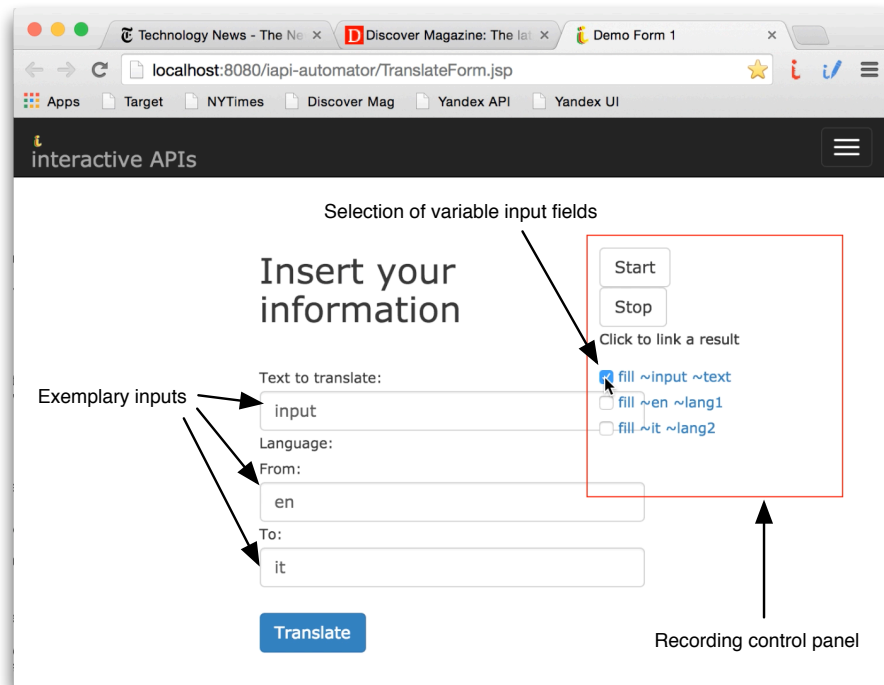 Technology News - The Ne
Discover Magazine: The lat
Demo Form 1
localhost:8080/iapi-automator/TranslateForm.jsp
Apps
Target
NYTimes
Discover Mag
Yandex API
Yandex UI
interactive APIs
Selection of variable input fields
Insert your
information
Start
Stop
Click to link a result
fill ~input ~text
fill ~en ~lang1
fill ~it ~lang2
Exemplary inputs
Text to translate:
input
Language:
From:
en
To:
it
Translate
Recording control panel